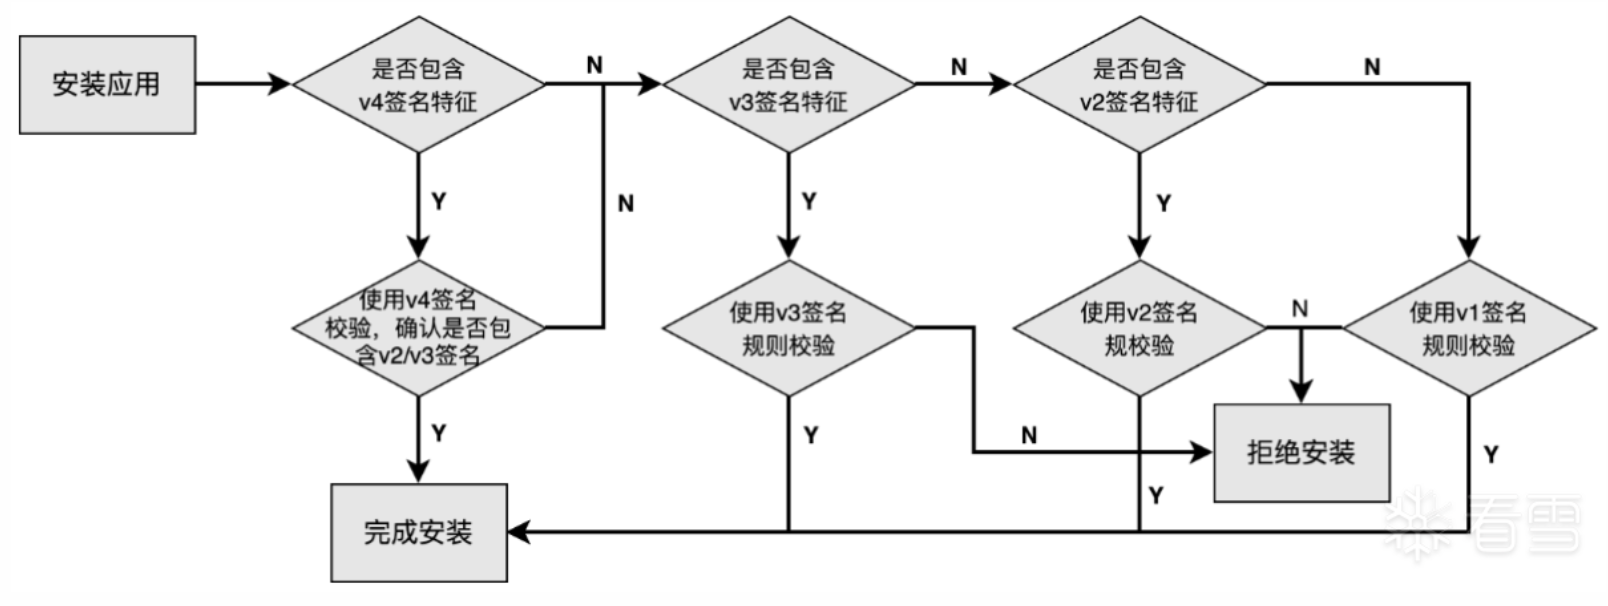 安装应用
是否包含
v4签名特征
N
是否包含
v3签名特征
N
是否包含
v2签名特征
N
Y
N
Y
Y
使用v4签名
校验，确认是否包
含v2/v3签名
使用v3签名
规则校验
使用v2签名
规校验
N
使用v1签名
规则校验
Y
Y
N
拒绝安装
Y
Y
完成安装
看雪